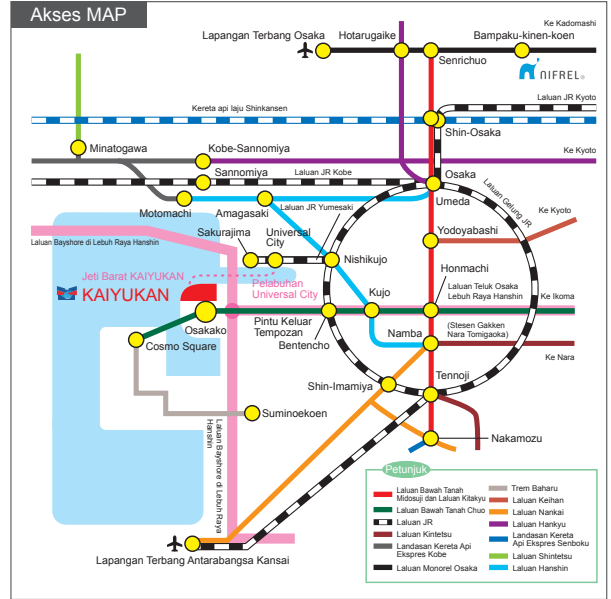 Akses MAP
Ke Kadomashi
Lapangan Terbang Osaka
Hotarugaike
Bampaku-kinen-koen
Senrichuo
NIFREL
Laluan JR Kyoto
Kereta api laju Shinkansen
Shin-Osaka
Minatogawa
Kobe-Sannomiya
Ke Kyoto
Sannomiya
Laluan JR Kobe
Osaka
Laluan JR Yumesaki
Umeda
Laluan Gelung JR
Motomachi
Amagasaki
Ke Kyoto
Sakurajima
Universal
City
Yodoyabashi
Laluan Bayshore di Lebuh Raya Hanshin
Nishikujo
Honmachi
Jeti Barat KAIYUKAN
KAIYUKAN
Pelabuhan
Universal City
Kujo
Laluan Teluk Osaka
Lebuh Raya Hanshin
Ke Ikoma
Osakako
Pintu Keluar
Tempozan
Bentencho
Namba
(Stesen Gakken
Nara Tomigaoka)
Cosmo Square
Ke Nara
Shin-Imamiya
Tennoji
Suminoekoen
Laluan Bayshore di Lebuh Raya
Hanshin
Nakamozu
Lapangan Terbang Antarabangsa Kansai
Petunjuk
Laluan Bawah Tanah
Midosuji dan Laluan Kitakyu
Laluan Bawah Tanah Chuo
Laluan JR
Laluan Kintetsu
Landasan Kereta Api
Ekspres Kobe
Laluan Monorel Osaka
Trem Baharu
Laluan Keihan
Laluan Nankai
Laluan Hankyu
Landasan Kereta
Api Ekspres Senboku
Laluan Shintetsu
Laluan Hanshin